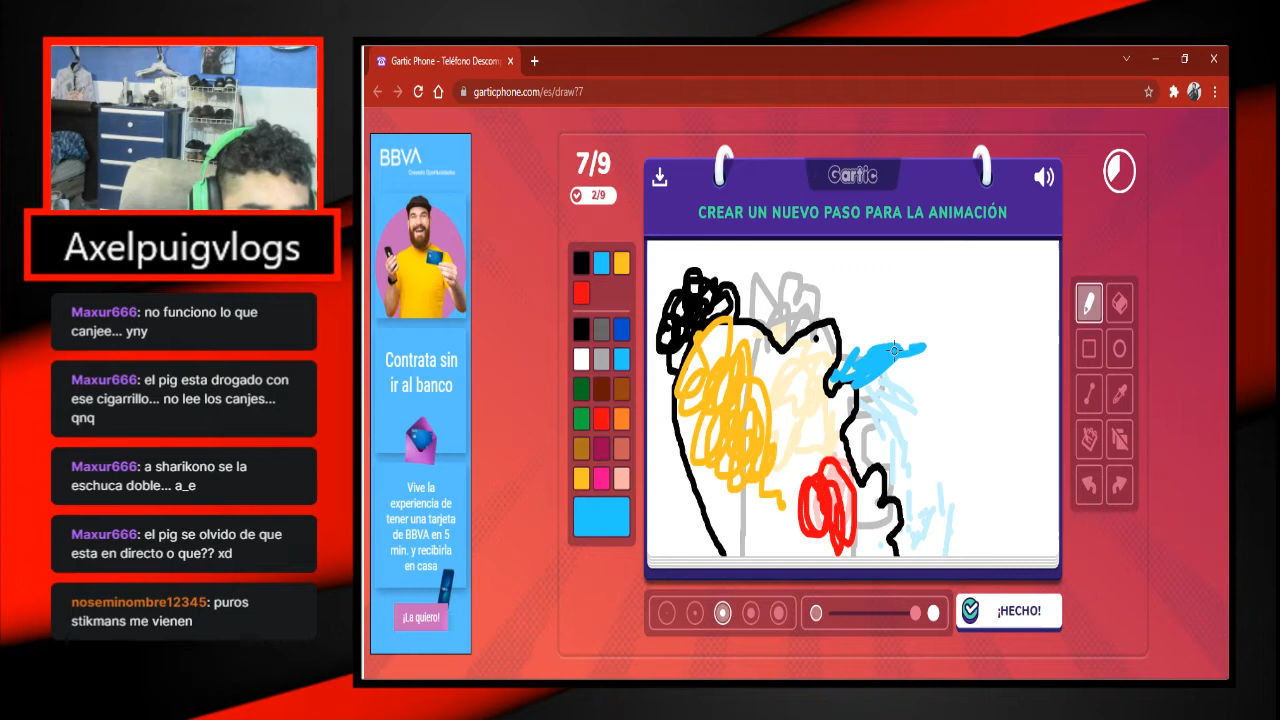 Axelpuigvlogs
Maxur666: no funciono lo que
canjee... yny
Maxur666: el pig esta drogado con
ese cigarrillo... no lee los canjes...
qnq
Maxur666: a sharikono se la
eschuca doble... a_e
Maxur666: el pig se olvido de que
esta en directo o que?? xd
noseminombre12345: puros
stikmans me vienen
Gartic Phone - Teléfono Descom
garticphone.com/es/draw?7
BBVA
Creando Oportunidades
Contrata sin
ir al banco
Vive la
experiencia de
tener una tarjeta
de BBVA en 5
min. y recibirla
en casa
¡La quiero!
7/9
2/9
Gartic
CREAR UN NUEVO PASO PARA LA ANIMACIÓN
¡HECHO!